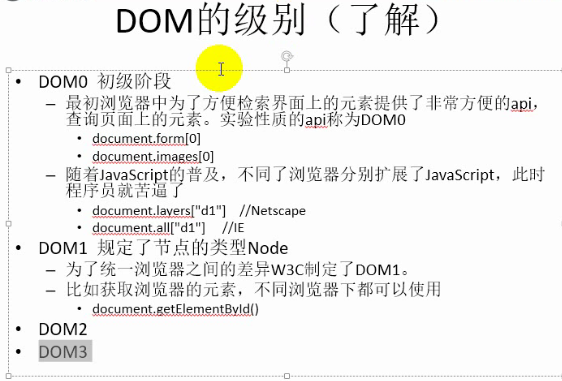 DOM的级别（了解）
• DOM0 初级阶段
– 最初浏览器中为了方便检索界面上的元素提供了非常方便的api，
查询页面上的元素。实验性质的api称为DOM0
• document.form[0]
• document.images[0]
– 随着JavaScript的普及，不同了浏览器分别扩展了JavaScript，此时
程序员就苦逼了
• document.layers["d1"] //Netscape
• document.all["d1"] //IE
• DOM1 规定了节点的类型Node
– 为了统一浏览器之间的差异W3C制定了DOM1。
– 比如获取浏览器的元素，不同浏览器下都可以使用
• document.getElementById()
• DOM2
• DOM3